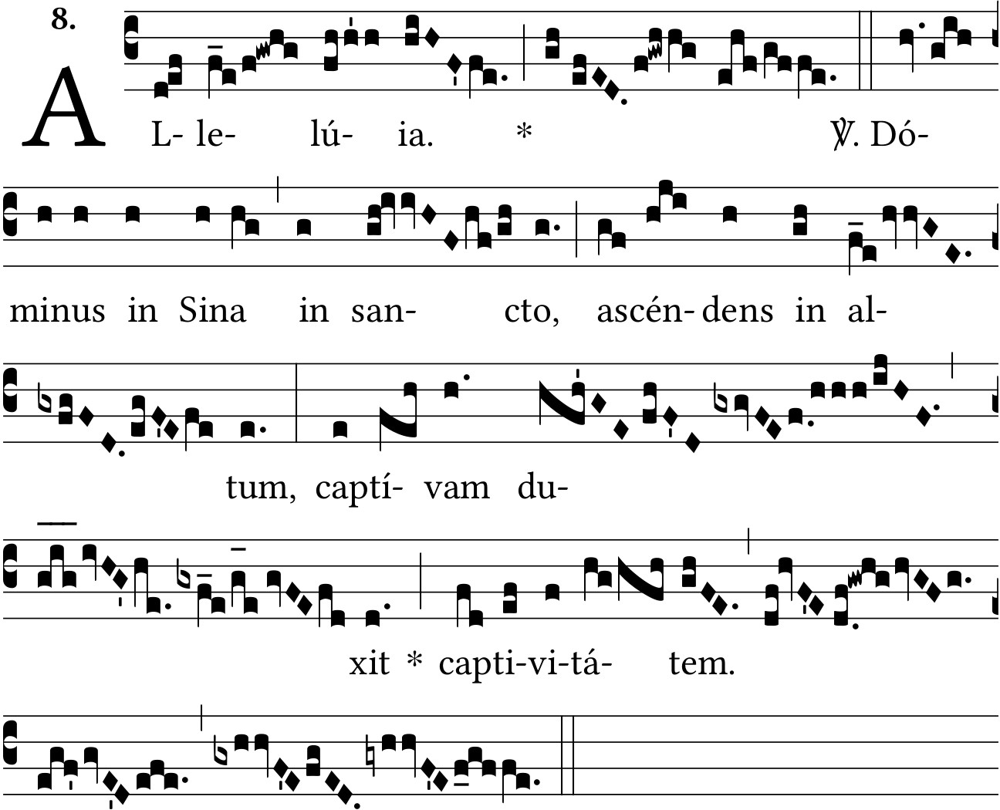 8.
AL- le- lú- ia. * ℣. Dó-
minus in Sina in san- cto, ascén- dens in al-
tum, captí- vam du-
xit * capti-vi-tá- tem.